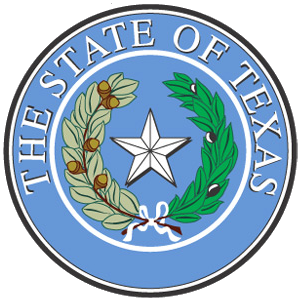 THE STATE OF TEXAS